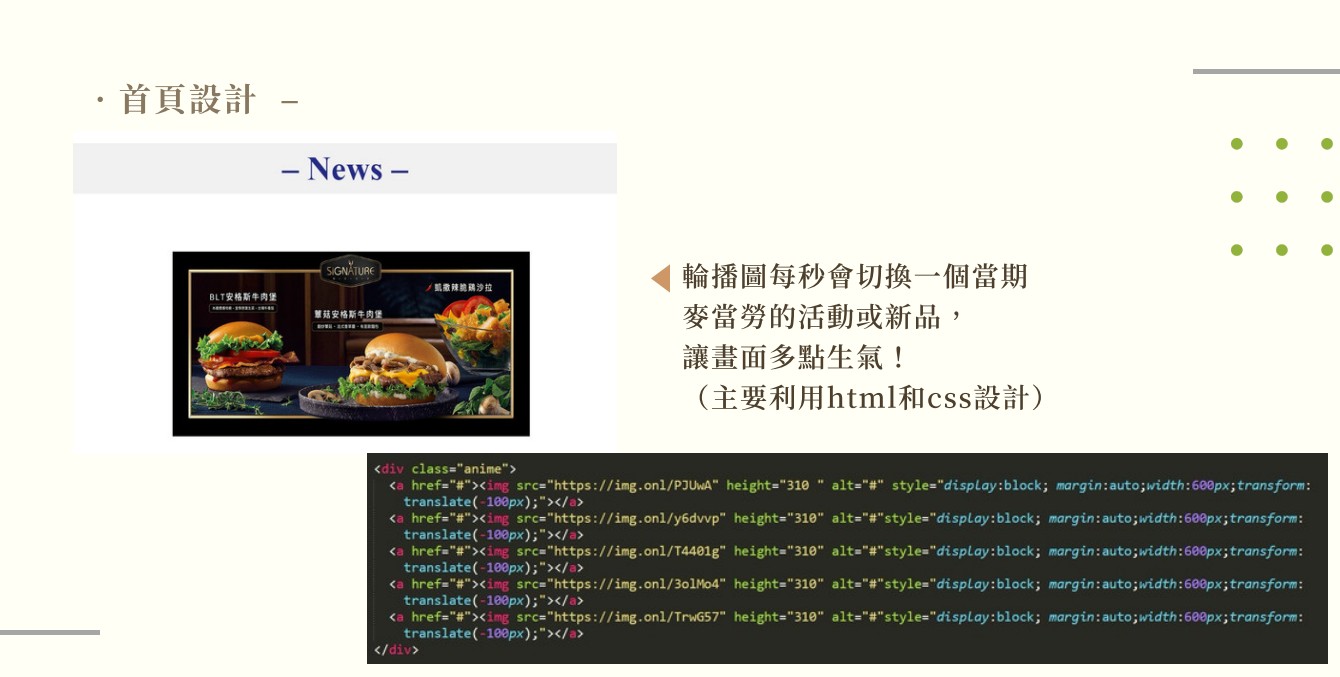 · 首頁設計 –
– News –
SIGNATURE
BLT安格斯牛肉堡
蕈菇安格斯牛肉堡
凱撒辣脆鷄沙拉
輪播圖每秒會切換一個當期
麥當勞的活動或新品，
讓畫面多點生氣！
（主要利用html和css設計）
<div class="anime">
<a href="#"><img src="https://img.onl/PJUwA" height="310 " alt="#" style="display:block; margin:auto;width:600px;transform:
translate(-100px);"></a>
<a href="#"><img src="https://img.onl/y6dvvp" height="310" alt="#"style="display:block; margin:auto;width:600px;transform:
translate(-100px);"></a>
<a href="#"><img src="https://img.onl/T4401g" height="310" alt="#"style="display:block; margin:auto;width:600px;transform:
translate(-100px);"></a>
<a href="#"><img src="https://img.onl/3olMo4" height="310" alt="#"style="display:block; margin:auto;width:600px;transform:
translate(-100px);"></a>
<a href="#"><img src="https://img.onl/TrwG57" height="310" alt="#"style="display:block; margin:auto;width:600px;transform:
translate(-100px);"></a>
</div>